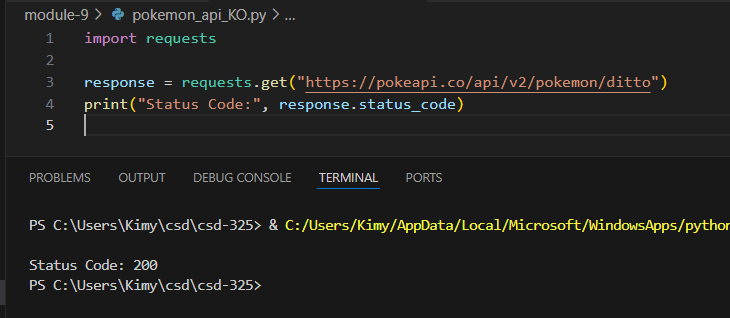 module-9 > pokemon_api_KO.py > ...
1 import requests
2
3 response = requests.get("https://pokeapi.co/api/v2/pokemon/ditto")
4 print("Status Code:", response.status_code)
5
PROBLEMS OUTPUT DEBUG CONSOLE TERMINAL PORTS
PS C:\Users\Kimy\csd\csd-325> & C:/Users/Kimy/AppData/Local/Microsoft/WindowsApps/python
Status Code: 200
PS C:\Users\Kimy\csd\csd-325>